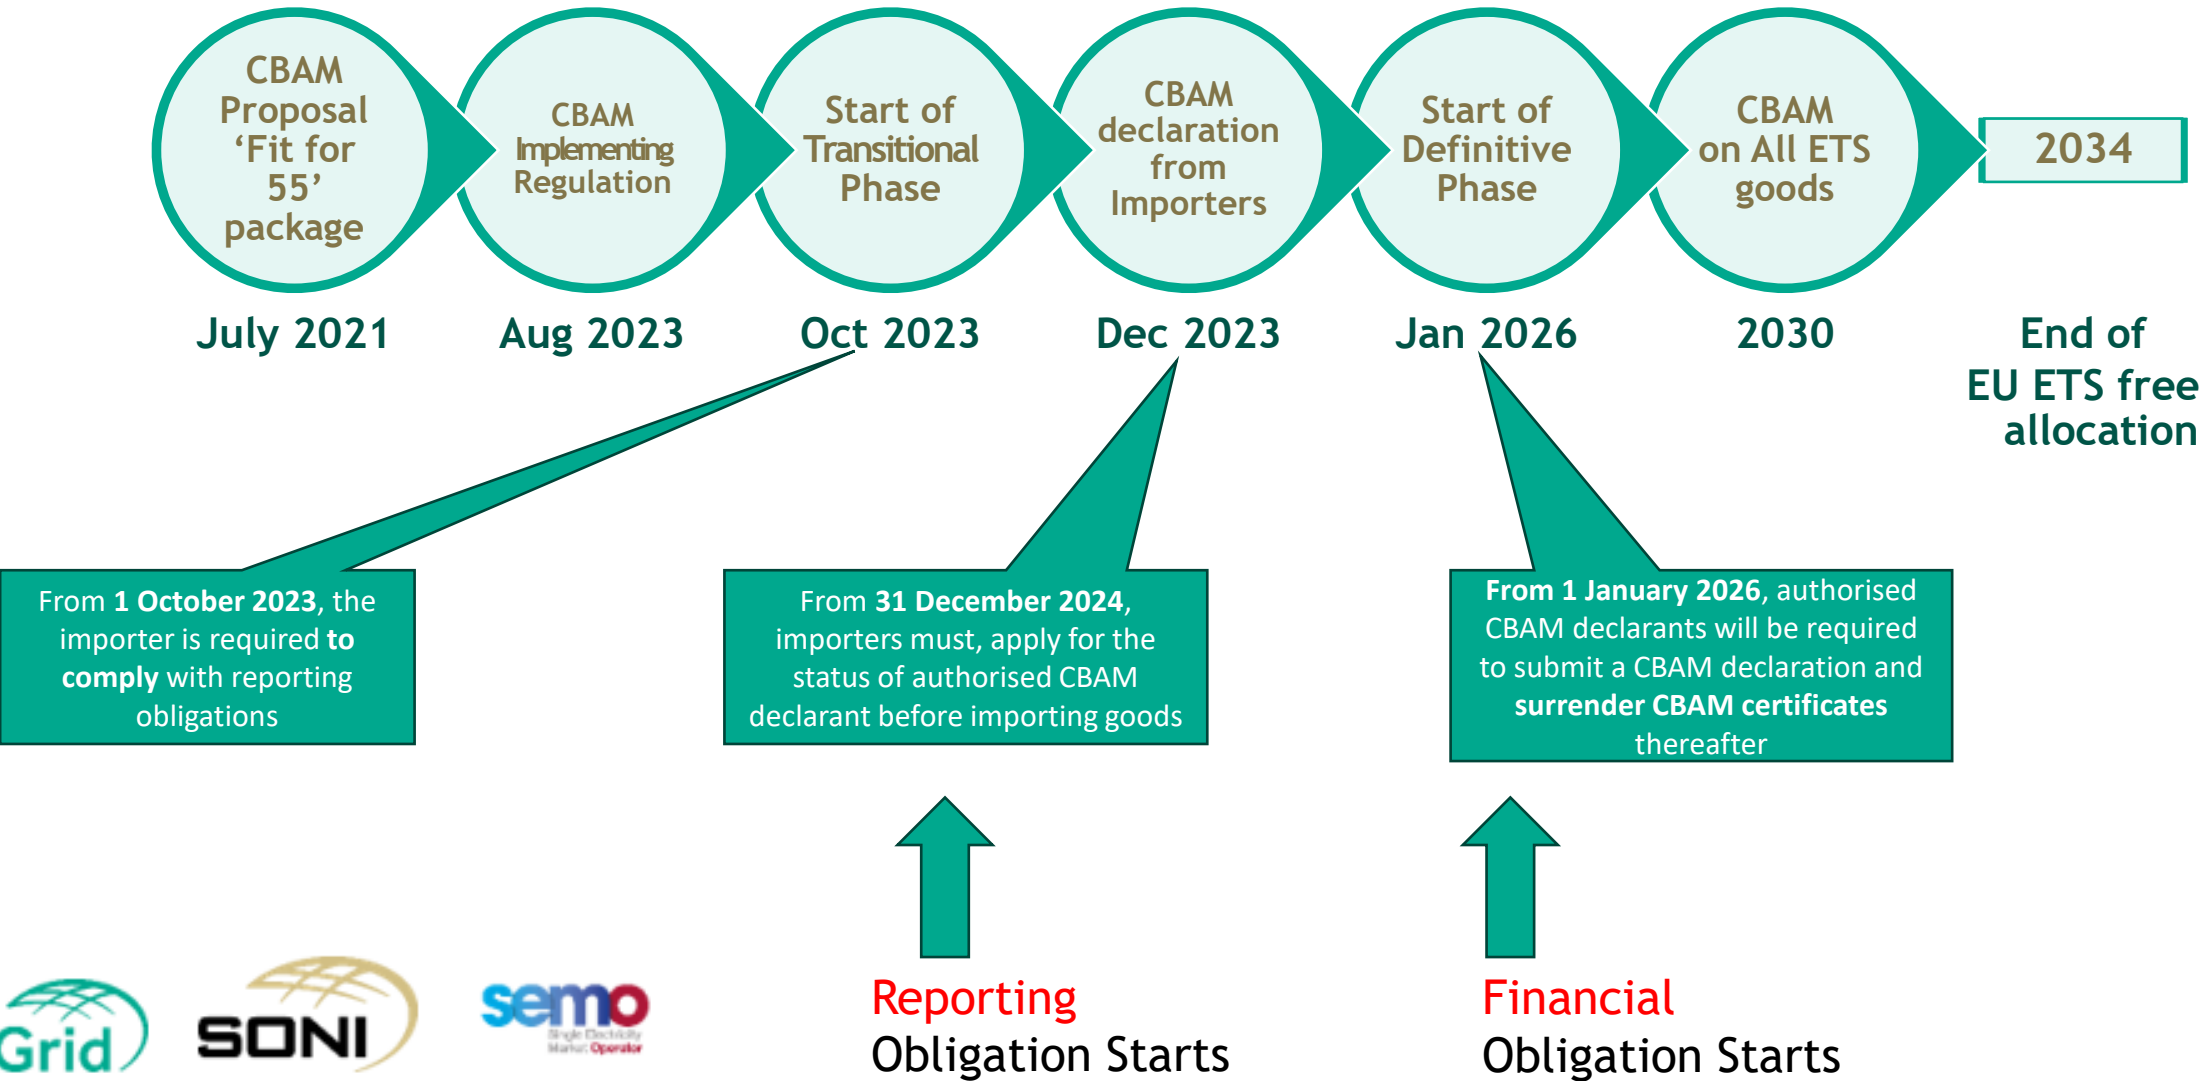 CBAM
Proposal
‘Fit for
55’
package
CBAM
Implementing
Regulation
Start of
Transitional
Phase
CBAM
declaration
from
Importers
Start of
Definitive
Phase
CBAM
on All ETS
goods
2034
July 2021
Aug 2023
Oct 2023
Dec 2023
Jan 2026
2030
End of
EU ETS free
allocation
From 1 October 2023, the
importer is required to
comply with reporting
obligations
From 31 December 2024,
importers must, apply for the
status of authorised CBAM
declarant before importing goods
From 1 January 2026, authorised
CBAM declarants will be required
to submit a CBAM declaration and
surrender CBAM certificates
thereafter
Reporting
Obligation Starts
Financial
Obligation Starts
Grid
SONI
semo
Single Electricity
Market Operator